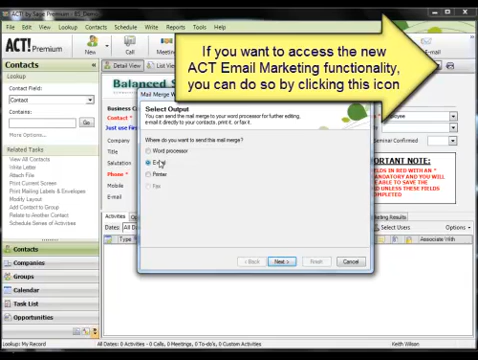 ACT! by Sage Premium
File Edit View Lookup Contacts Schedule Write Reports Tools Help
ACT! Premium
New
Call
E-mail
If you want to access the new
ACT Email Marketing functionality,
you can do so by clicking this icon
Contacts
Lookup
Contact Field:
Contact
Contains:
Go
More Options...
Related Tasks
View All Contacts
Write Letter
Attach File
Print Current Screen
Print Mailing Labels & Envelopes
Modify Layout
Add Contact to Group
Relate to Another Contact
Schedule Series of Activities
Contacts
Companies
Groups
Calendar
Task List
Opportunities
Lookup: My Record
Detail View
List View
Business Card
Contact
Company
Title
Salutation
Phone
Mobile
E-mail
Activities
Dates:
Type
Mail Merge
Select Output
You can send the mail merge to your word processor for further editing,
e-mail it directly to your contacts, print it, or fax it.
Where do you want to send this mail merge?
Word processor
E-mail
Printer
Fax
< Back
Next >
Finish
Cancel
Seminar Confirmed
IMPORTANT NOTE:
Select Users
Options
Associate With
All Dates: 0 Activities - 0 Calls, 0 Meetings, 0 To-do's, 0 Custom Activities
Keith Wilson